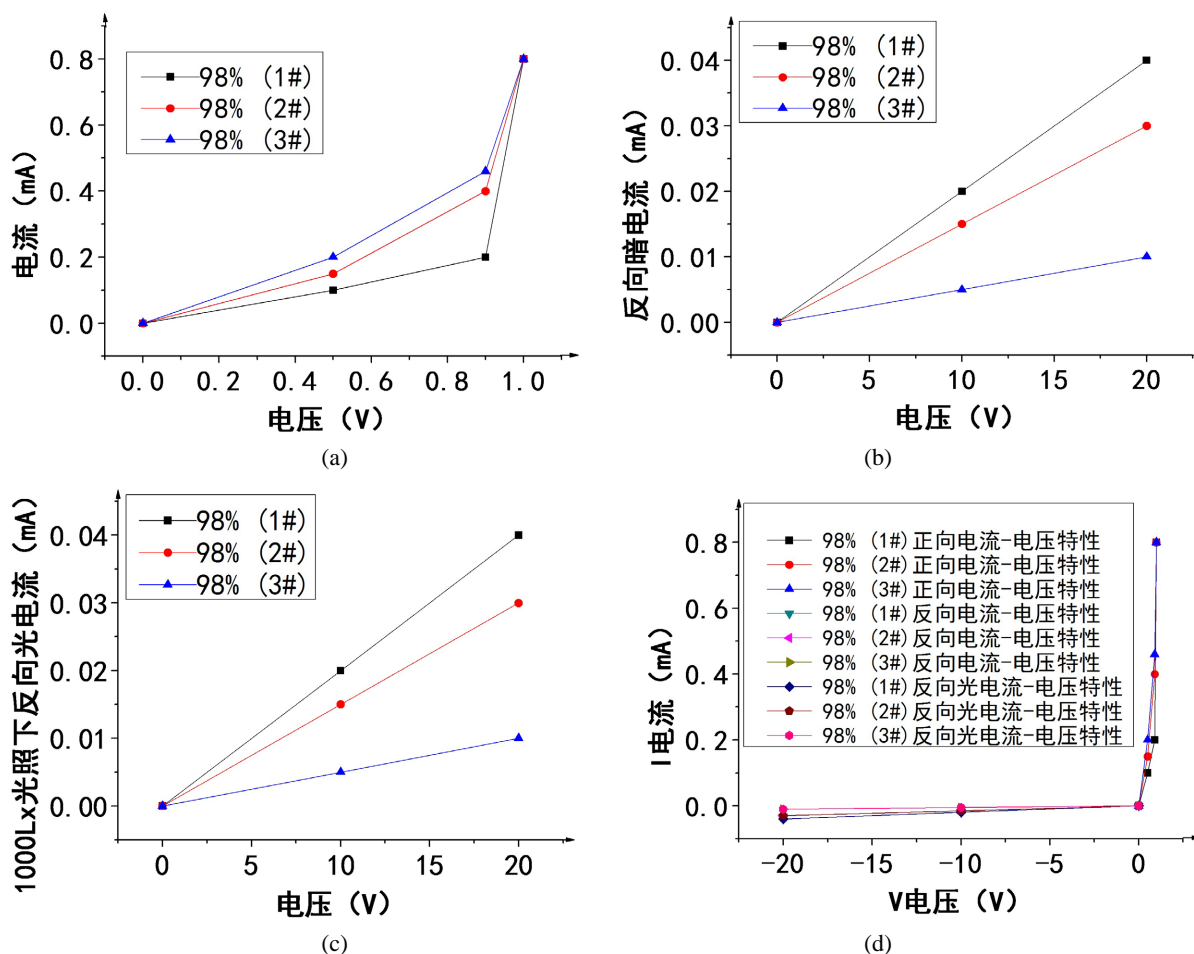 98% (1#)
98% (2#)
98% (3#)
电流 (mA)
0.8
0.6
0.4
0.2
0.0
0.0 0.2 0.4 0.6 0.8 1.0
电压 (V)
(a)
98% (1#)
98% (2#)
98% (3#)
反向暗电流 (mA)
0.04
0.03
0.02
0.01
0.00
0 5 10 15 20
电压 (V)
(b)
98% (1#)
98% (2#)
98% (3#)
1000Lx光照下反向光电流 (mA)
0.04
0.03
0.02
0.01
0.00
0 5 10 15 20
电压 (V)
(c)
98% (1#)正向电流-电压特性
98% (2#)正向电流-电压特性
98% (3#)正向电流-电压特性
98% (1#)反向电流-电压特性
98% (2#)反向电流-电压特性
98% (3#)反向电流-电压特性
98% (1#)反向光电流-电压特性
98% (2#)反向光电流-电压特性
98% (3#)反向光电流-电压特性
I电流 (mA)
0.8
0.6
0.4
0.2
0.0
-20 -15 -10 -5 0
V电压 (V)
(d)